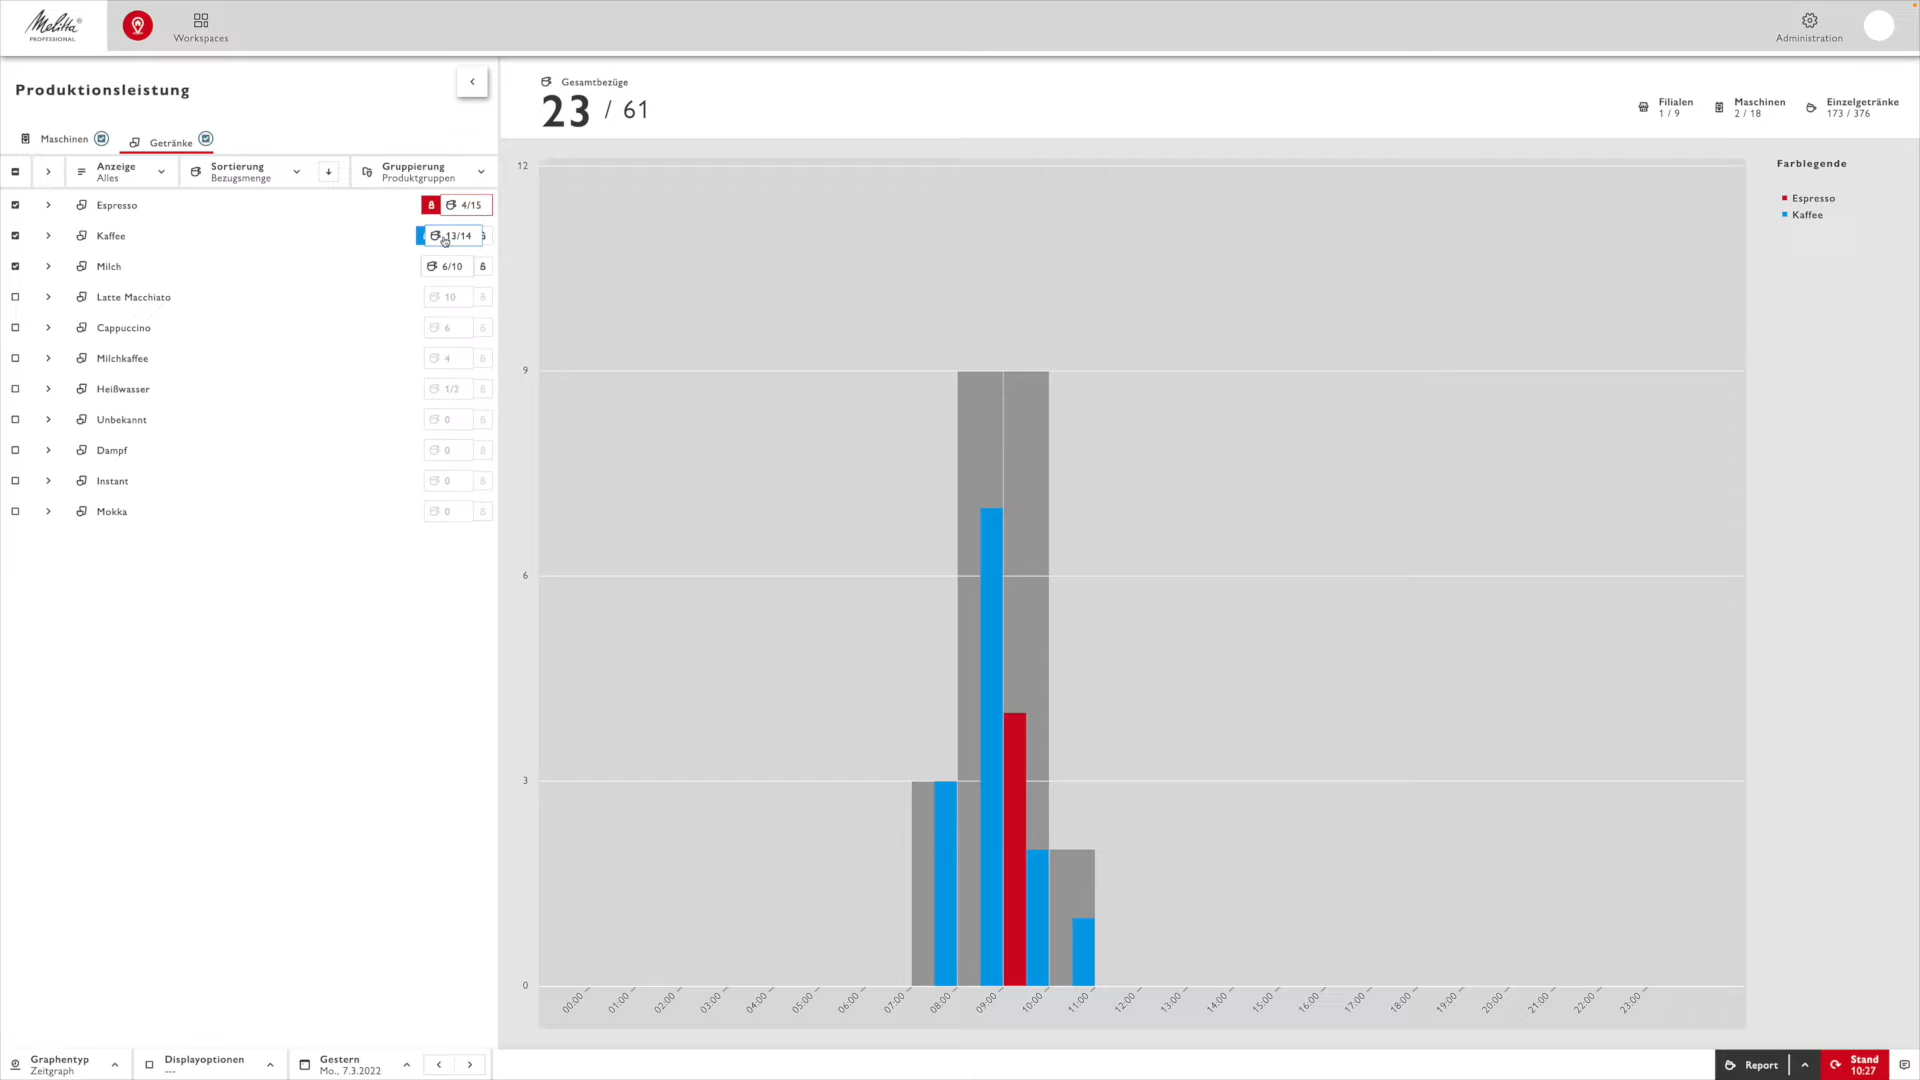 Melitta®
PROFESSIONAL
Workspaces
Administration
Produktionsleistung
Maschinen
Getränke
Anzeige
Alles
Sortierung
Bezugsmenge
Gruppierung
Produktgruppen
Espresso
4/15
Kaffee
13/14
Milch
6/10
Latte Macchiato
10
Cappuccino
6
Milchkaffee
4
Heißwasser
1/2
Unbekannt
0
Dampf
0
Instant
0
Mokka
0
Gesamtbezüge
23 / 61
Filialen
1 / 9
Maschinen
2 / 18
Einzelgetränke
173 / 376
12
9
6
3
0
00:00
01:00
02:00
03:00
04:00
05:00
06:00
07:00
08:00
09:00
10:00
11:00
12:00
13:00
14:00
15:00
16:00
17:00
18:00
19:00
20:00
21:00
22:00
23:00
Farblegende
Espresso
Kaffee
Graphentyp
Zeitgraph
Displayoptionen
---
Gestern
Mo., 7.3.2022
Report
Stand
10:27